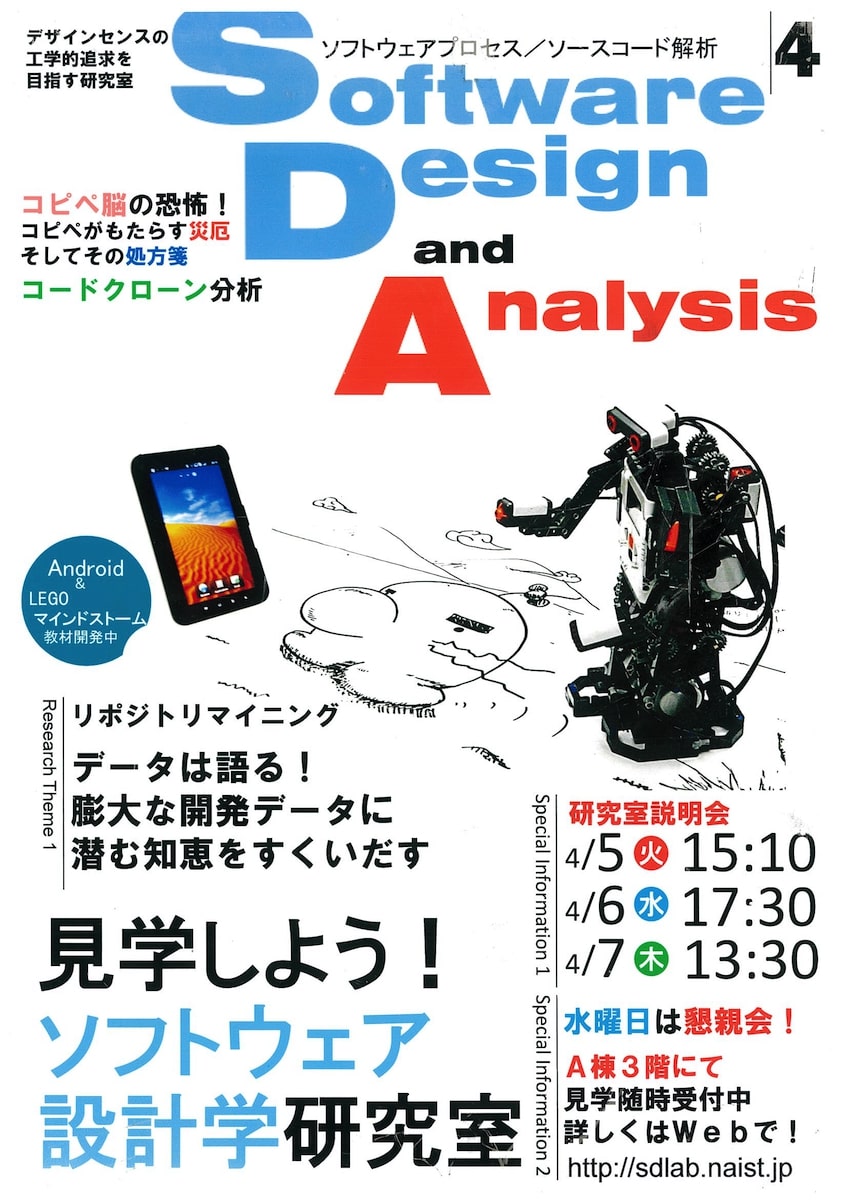 デザインセンスの
工学的追求を
目指す研究室
ソフトウェアプロセス／ソースコード解析
4
Software
Design
and
Analysis
コピペ脳の恐怖！
コピペがもたらす災厄
そしてその処方箋
コードクローン分析
Android
&
LEGO
マインドストーム
教材開発中
Research Theme 1
リポジトリマイニング
データは語る！
膨大な開発データに
潜む知恵をすくいだす
見学しよう！
ソフトウェア
設計学研究室
Special Information 1
研究室説明会
4/5 火 15:10
4/6 水 17:30
4/7 木 13:30
Special Information 2
水曜日は懇親会！
Ａ棟３階にて
見学随時受付中
詳しくはＷｅｂで！
http://sdlab.naist.jp